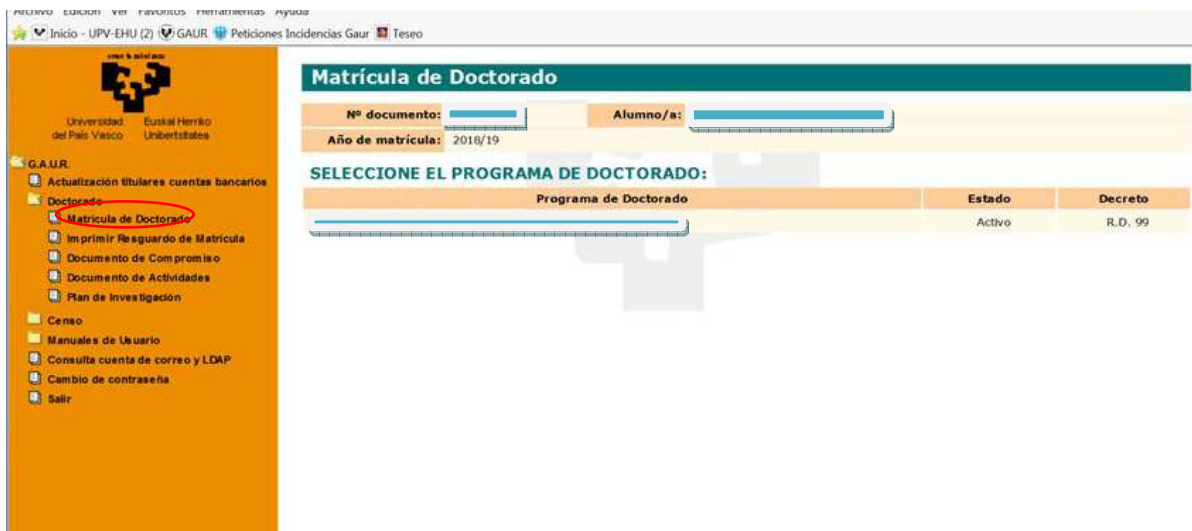 Archivo Edición Ver Favoritos Herramientas Ayuda
Inicio - UPV-EHU (2) GAUR Peticiones Incidencias Gaur Teseo
Universidad del País Vasco
Euskal Herriko Unibertsitatea
G.A.U.R.
Actualización titulares cuentas bancarios
Doctorado
Matrícula de Doctorado
Imprimir Resguardo de Matrícula
Documento de Compromiso
Documento de Actividades
Plan de Investigación
Censo
Manuales de Usuario
Consulta cuenta de correo y LDAP
Cambio de contraseña
Salir
Matrícula de Doctorado
Nº documento: Alumno/a:
Año de matrícula: 2018/19
SELECCIONE EL PROGRAMA DE DOCTORADO:
Programa de Doctorado Estado Decreto
Activo R.D. 99